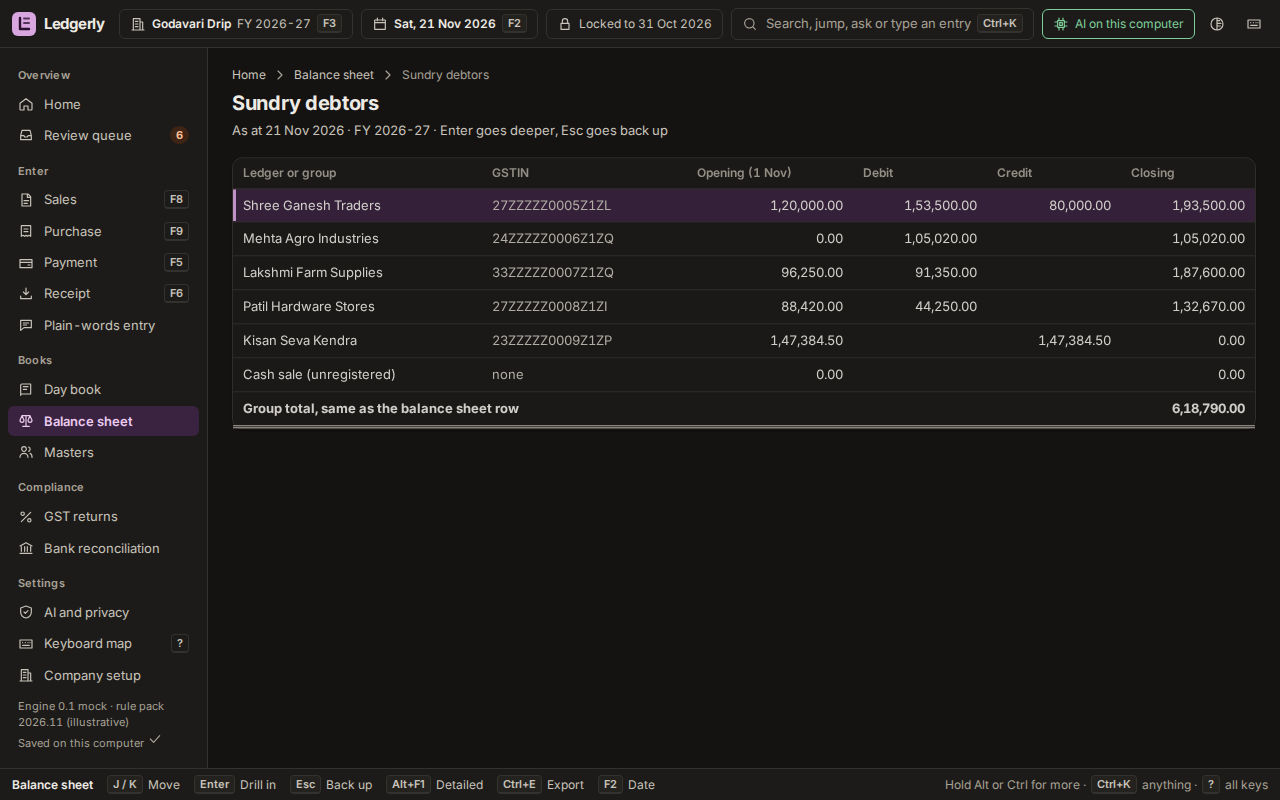 Ledgerly
Godavari Drip FY 2026-27 F3
Sat, 21 Nov 2026 F2
Locked to 31 Oct 2026
Search, jump, ask or type an entry Ctrl+K
AI on this computer
Overview
Home
Review queue 6
Enter
Sales F8
Purchase F9
Payment F5
Receipt F6
Plain-words entry
Books
Day book
Balance sheet
Masters
Compliance
GST returns
Bank reconciliation
Settings
AI and privacy
Keyboard map ?
Company setup
Engine 0.1 mock · rule pack
2026.11 (illustrative)
Saved on this computer
Home > Balance sheet > Sundry debtors
Sundry debtors
As at 21 Nov 2026 · FY 2026-27 · Enter goes deeper, Esc goes back up
Ledger or group GSTIN Opening (1 Nov) Debit Credit Closing
Shree Ganesh Traders 27ZZZZZ0005Z1ZL 1,20,000.00 1,53,500.00 80,000.00 1,93,500.00
Mehta Agro Industries 24ZZZZZ0006Z1ZQ 0.00 1,05,020.00 1,05,020.00
Lakshmi Farm Supplies 33ZZZZZ0007Z1ZQ 96,250.00 91,350.00 1,87,600.00
Patil Hardware Stores 27ZZZZZ0008Z1ZI 88,420.00 44,250.00 1,32,670.00
Kisan Seva Kendra 23ZZZZZ0009Z1ZP 1,47,384.50 1,47,384.50 0.00
Cash sale (unregistered) none 0.00 0.00
Group total, same as the balance sheet row 6,18,790.00
Balance sheet J / K Move Enter Drill in Esc Back up Alt+F1 Detailed Ctrl+E Export F2 Date
Hold Alt or Ctrl for more · Ctrl+K anything · ? all keys